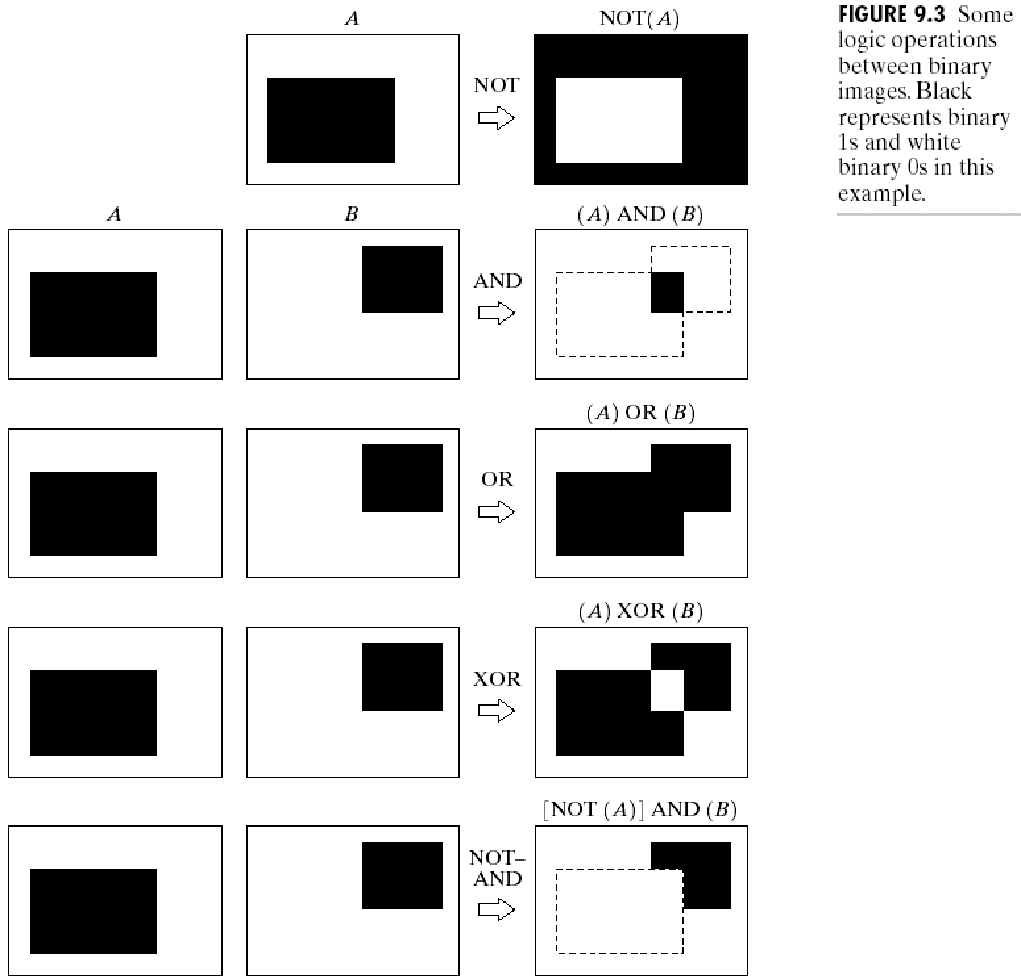 A
NOT(A)
FIGURE 9.3 Some
logic operations
between binary
images. Black
represents binary
1s and white
binary 0s in this
example.
NOT
A
B
(A) AND (B)
AND
(A) OR (B)
OR
(A) XOR (B)
XOR
[NOT (A)] AND (B)
NOT–
AND